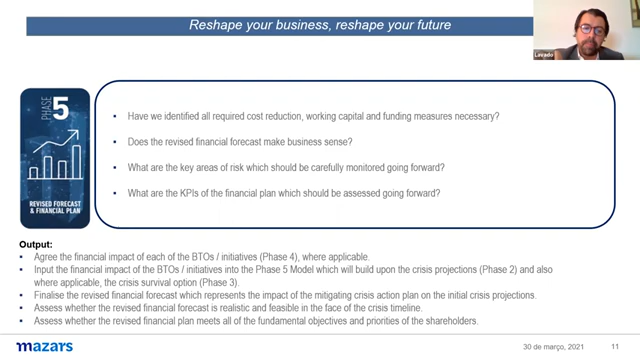 Reshape your business, reshape your future
Lavado
PHASE 5
REVISED FORECAST
& FINANCIAL PLAN
• Have we identified all required cost reduction, working capital and funding measures necessary?
• Does the revised financial forecast make business sense?
• What are the key areas of risk which should be carefully monitored going forward?
• What are the KPIs of the financial plan which should be assessed going forward?
Output:
• Agree the financial impact of each of the BTOs / initiatives (Phase 4), where applicable.
• Input the financial impact of the BTOs / initiatives into the Phase 5 Model which will build upon the crisis projections (Phase 2) and also
where applicable, the crisis survival option (Phase 3).
• Finalise the revised financial forecast which represents the impact of the mitigating crisis action plan on the initial crisis projections.
• Assess whether the revised financial forecast is realistic and feasible in the face of the crisis timeline.
• Assess whether the revised financial plan meets all of the fundamental objectives and priorities of the shareholders.
mazars
30 de março, 2021
11